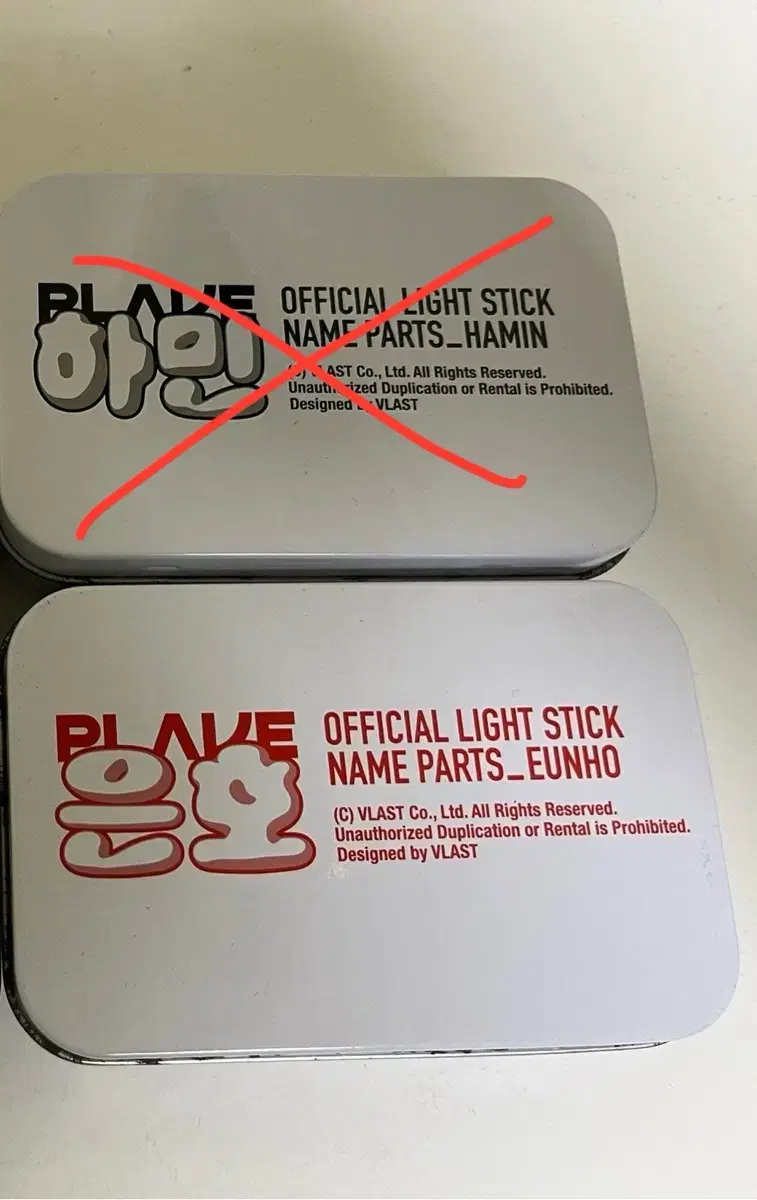 PLAVE
하민
OFFICIAL LIGHT STICK
NAME PARTS_HAMIN
(C) VLAST Co., Ltd. All Rights Reserved.
Unauthorized Duplication or Rental is Prohibited.
Designed by VLAST
PLAVE
은호
OFFICIAL LIGHT STICK
NAME PARTS_EUNHO
(C) VLAST Co., Ltd. All Rights Reserved.
Unauthorized Duplication or Rental is Prohibited.
Designed by VLAST